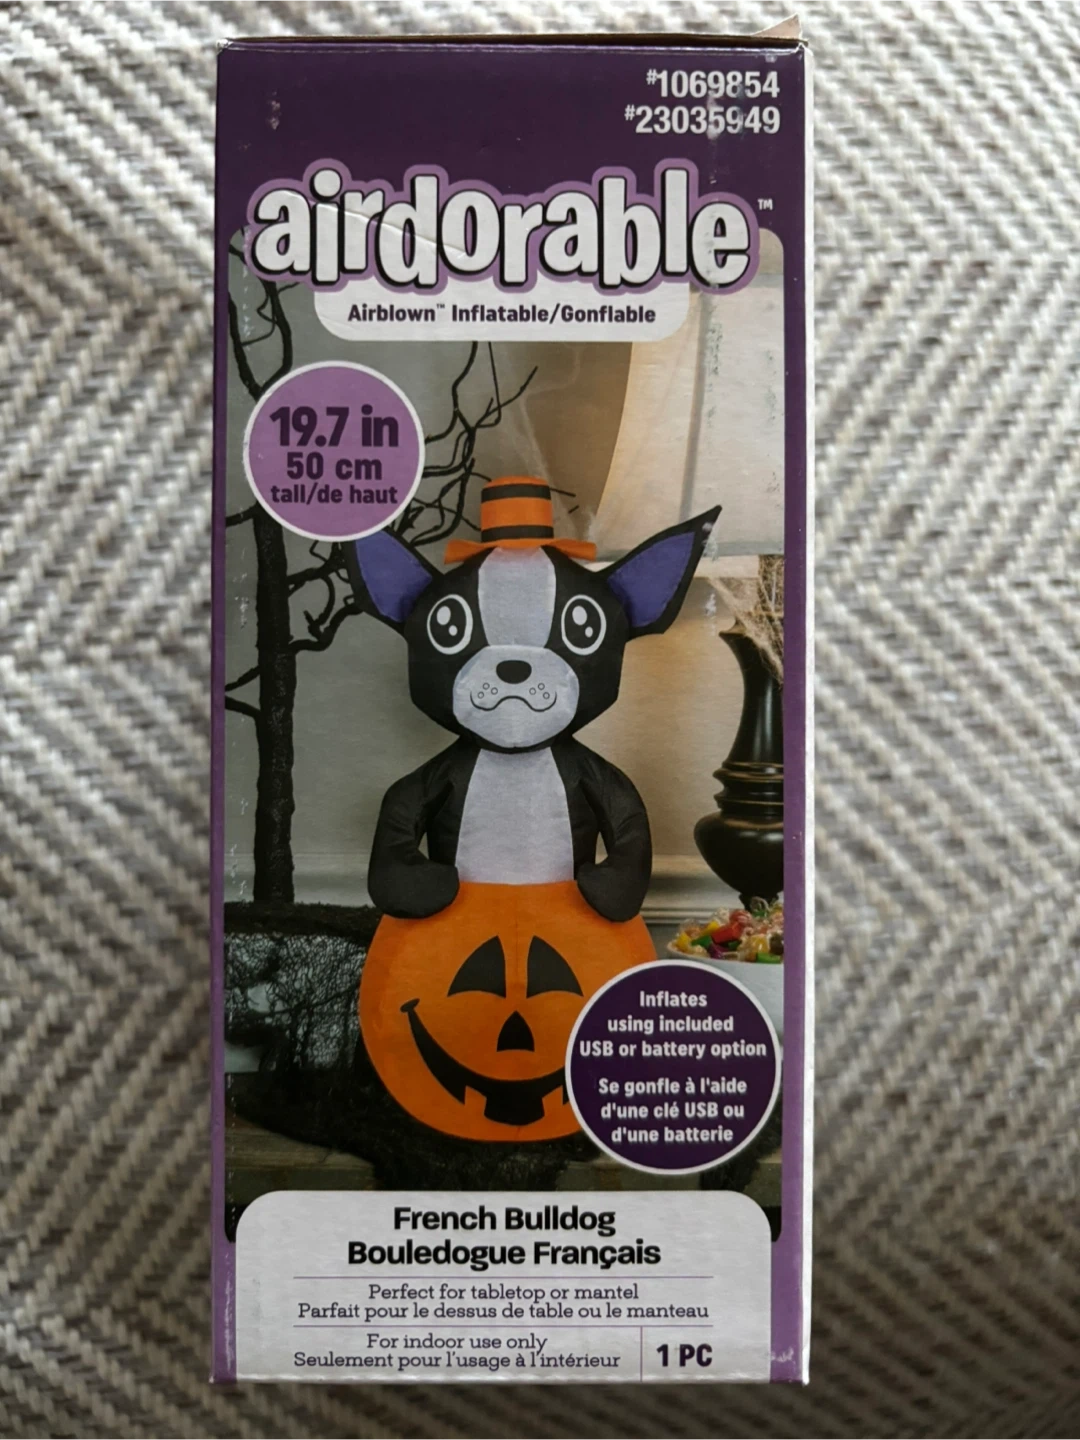 #1069854
#23035949
airdorable™
Airblown™ Inflatable/Gonflable
19.7 in
50 cm
tall/de haut
Inflates
using included
USB or battery option
Se gonfle à l'aide
d'une clé USB ou
d'une batterie
French Bulldog
Bouledogue Français
Perfect for tabletop or mantel
Parfait pour le dessus de table ou le manteau
For indoor use only
Seulement pour l'usage à l'intérieur
1 PC